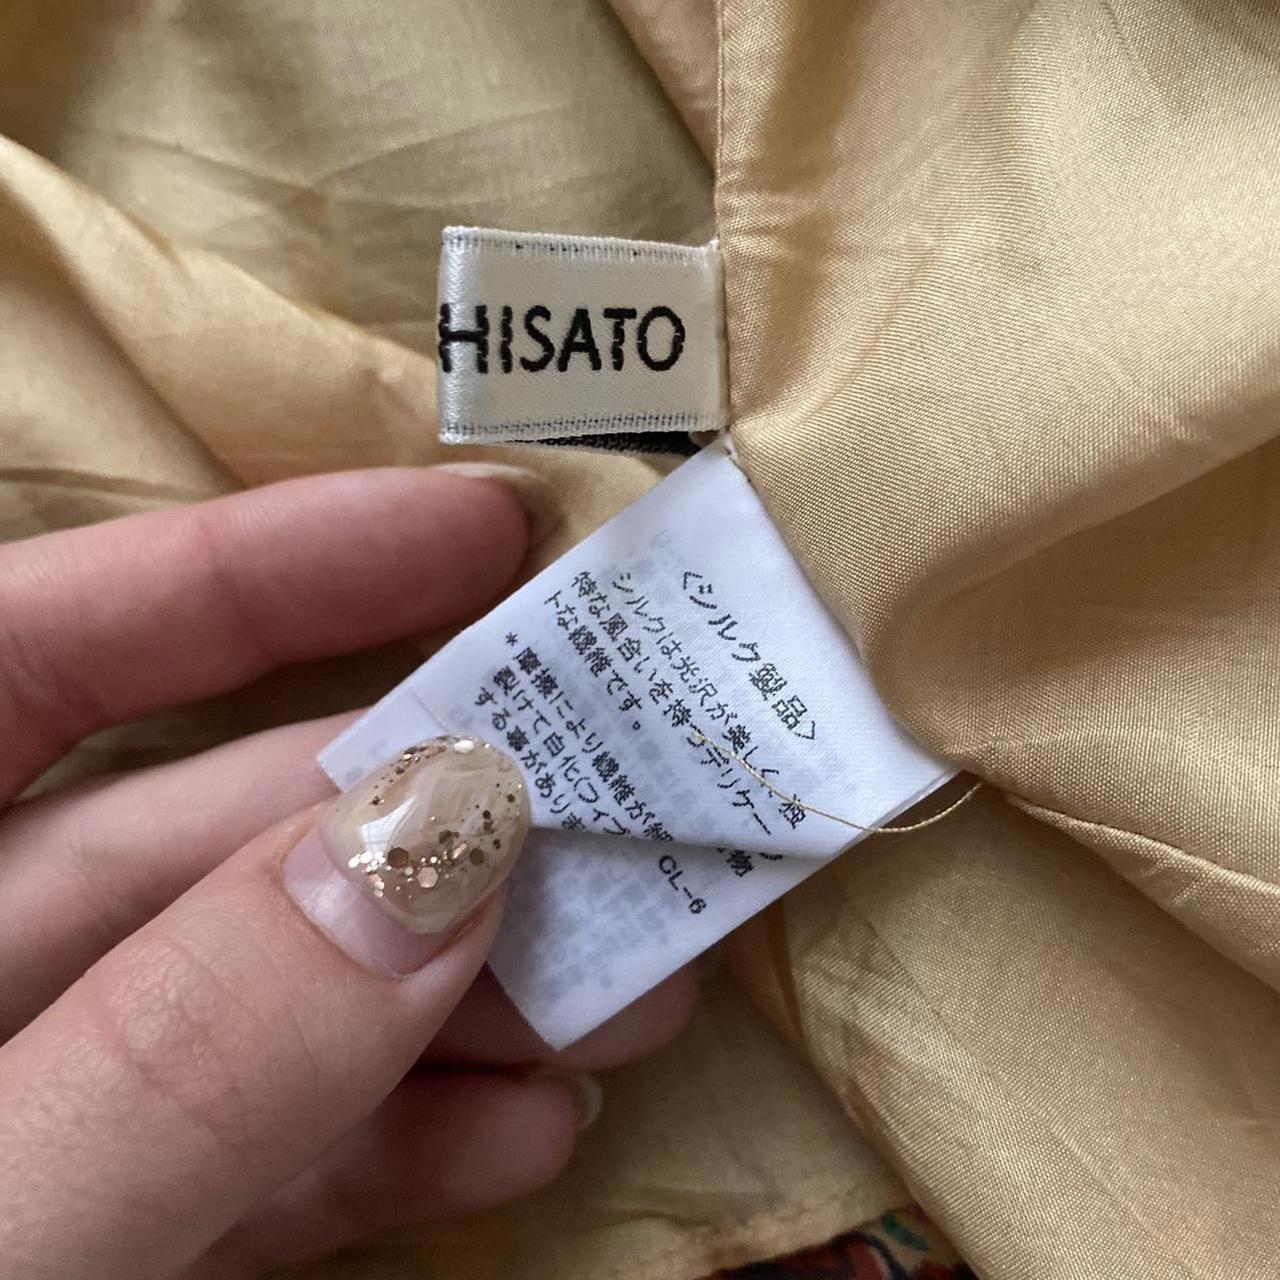 HISATO
〈シルク製品〉
シルクは光沢が美しく、独
特な風合いを持つデリケー
トな繊維です。
*摩擦により繊維が細
裂けて白化(フィブ
する事があり
物
CL-6